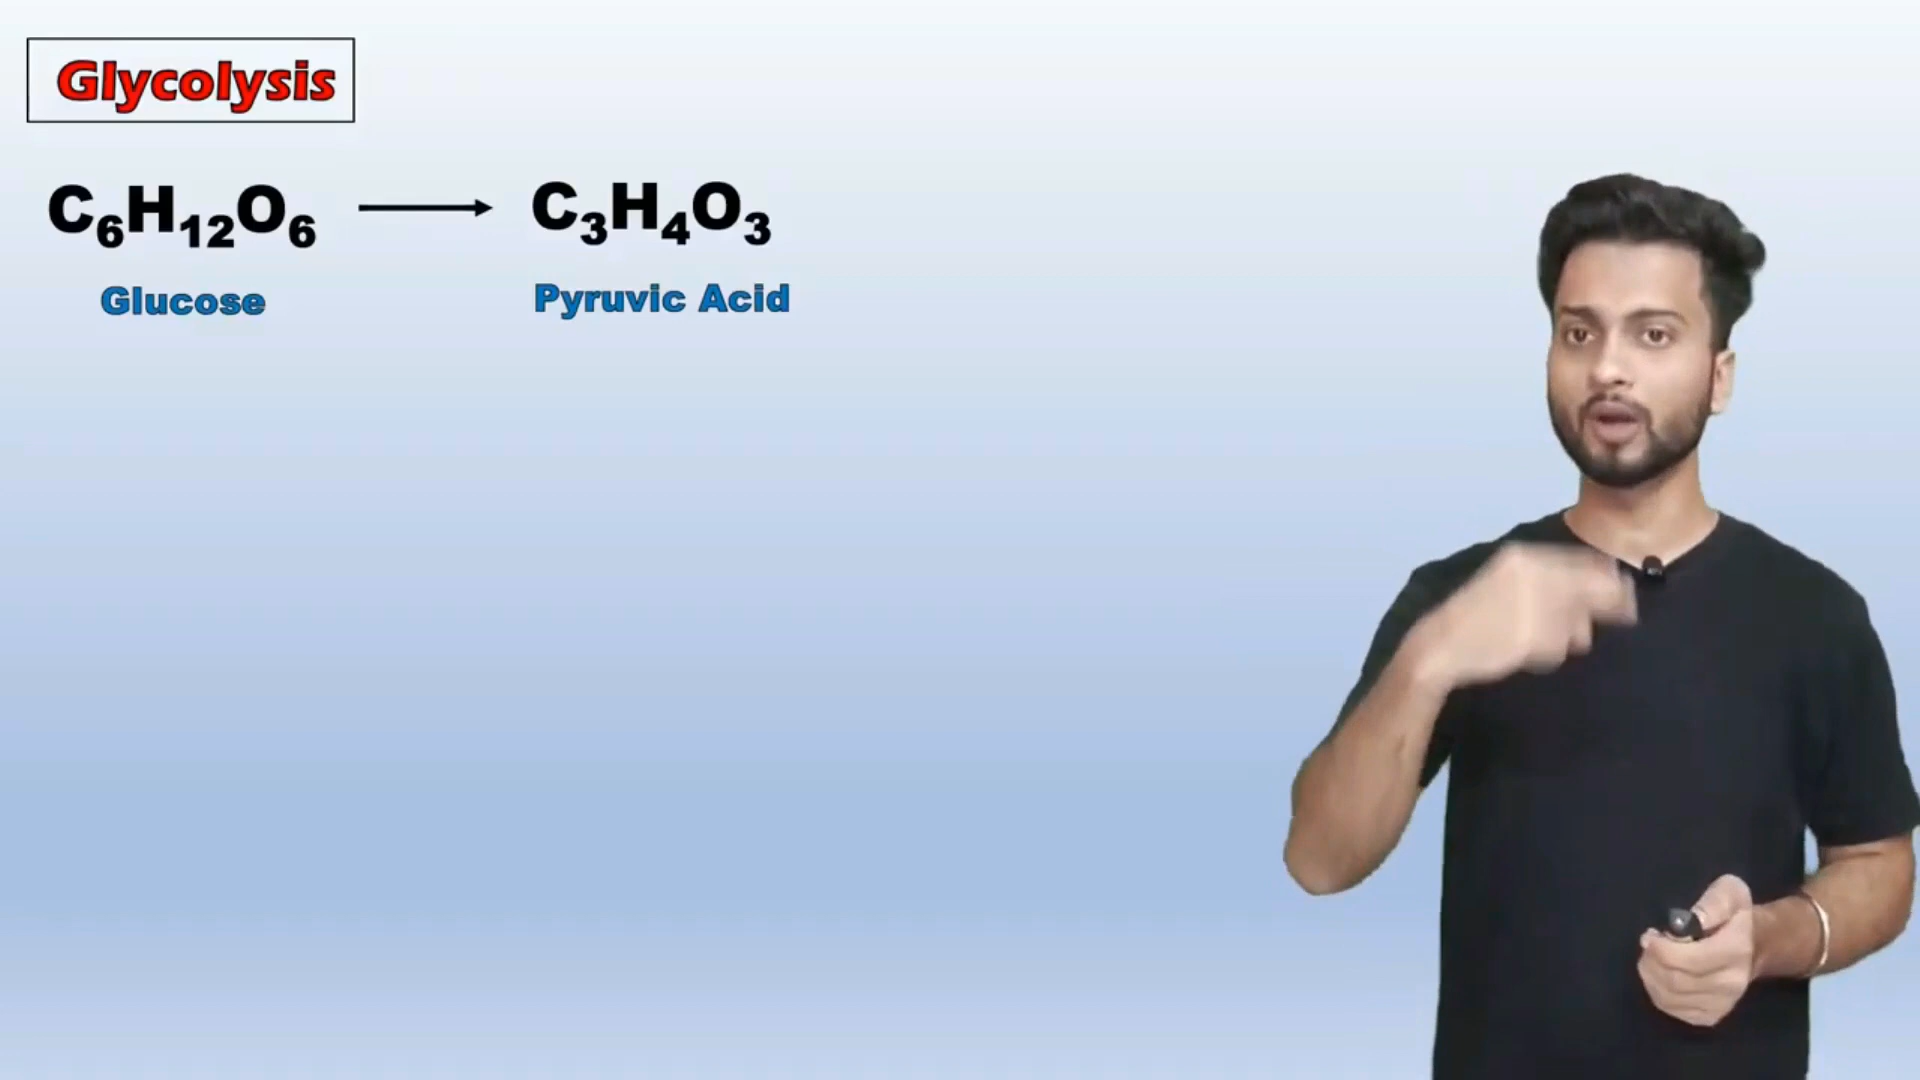 Glycolysis
C₆H₁₂O₆ ⟶ C₃H₄O₃
Glucose Pyruvic Acid